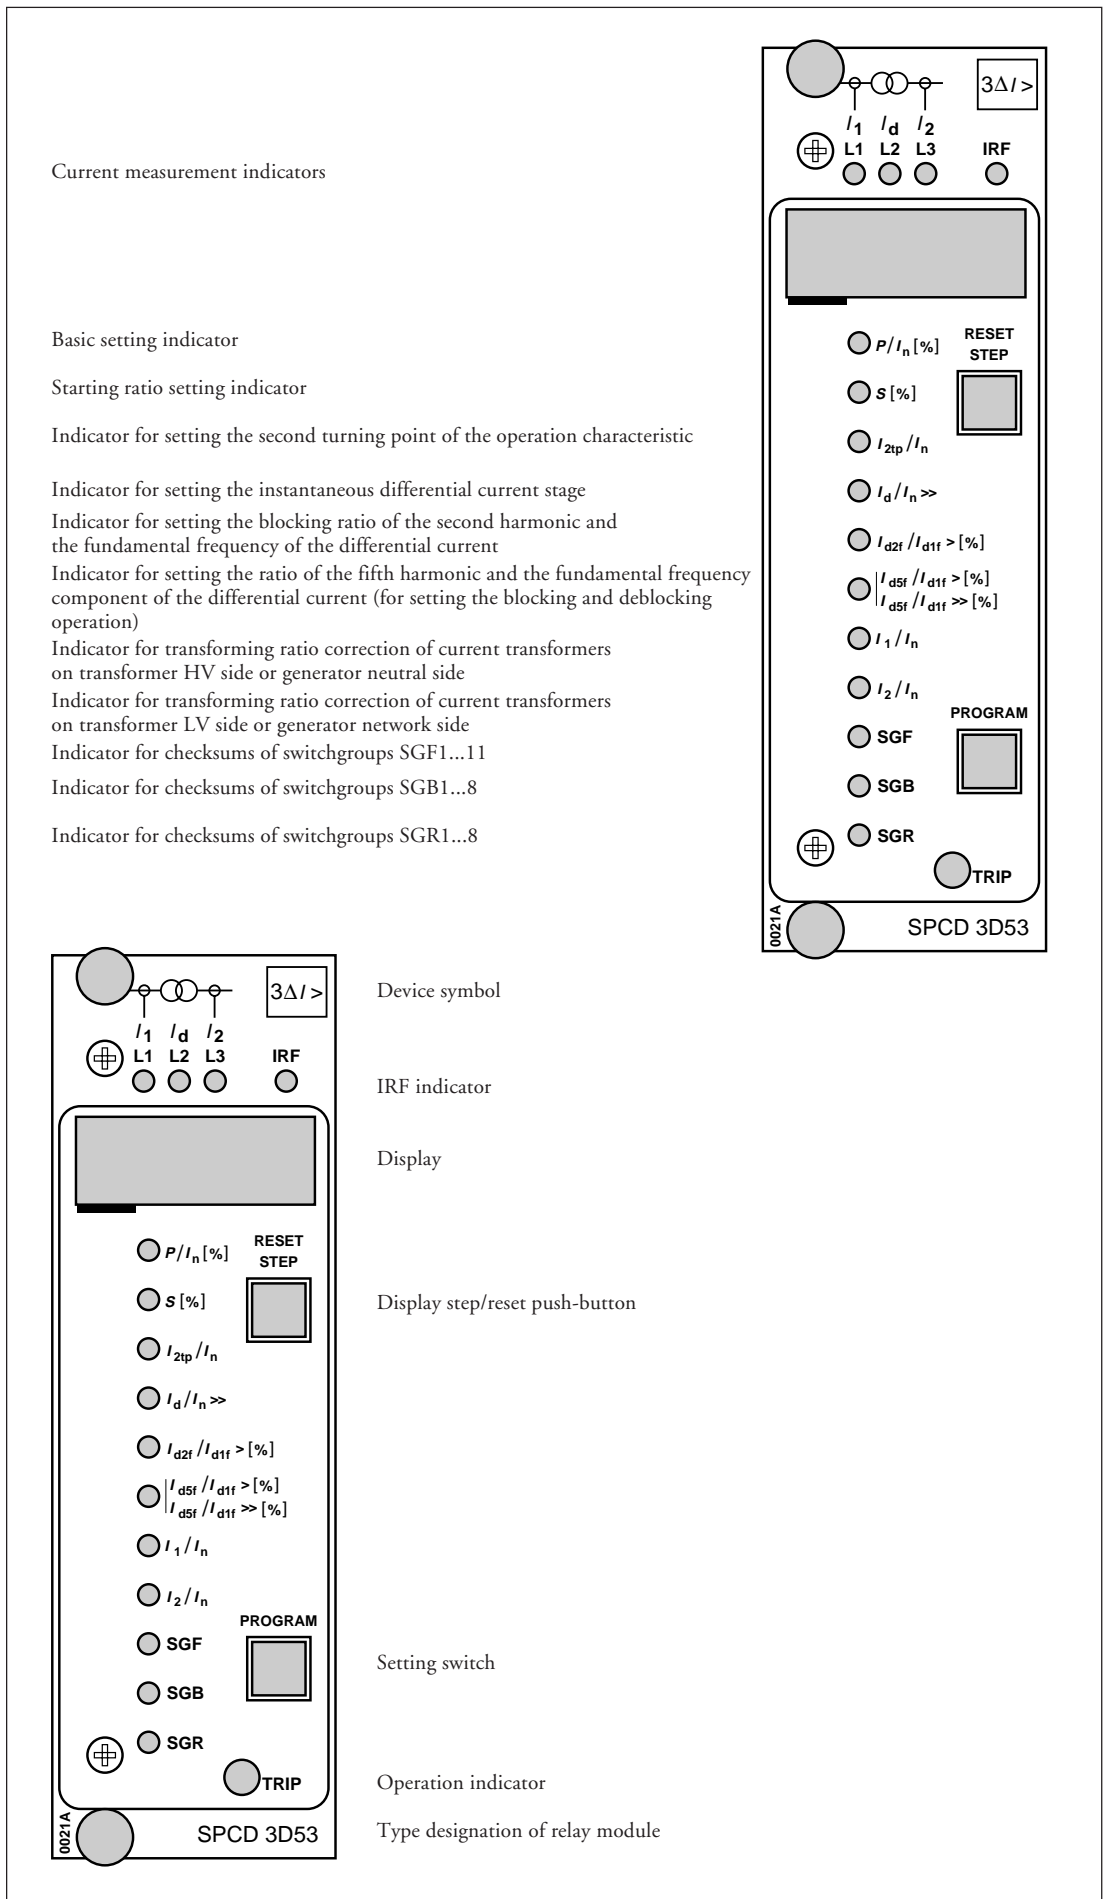 3ΔI >
I1 Id I2
L1 L2 L3 IRF
Current measurement indicators
Basic setting indicator
P/In [%]
RESET
STEP
Starting ratio setting indicator
S [%]
Indicator for setting the second turning point of the operation characteristic
I2tp /In
Indicator for setting the instantaneous differential current stage
Id /In >>
Indicator for setting the blocking ratio of the second harmonic and
the fundamental frequency of the differential current
Id2f /Id1f > [%]
Indicator for setting the ratio of the fifth harmonic and the fundamental frequency
component of the differential current (for setting the blocking and deblocking
operation)
Id5f /Id1f > [%]
Id5f /Id1f >> [%]
Indicator for transforming ratio correction of current transformers
on transformer HV side or generator neutral side
I1 /In
Indicator for transforming ratio correction of current transformers
on transformer LV side or generator network side
I2 /In
PROGRAM
Indicator for checksums of switchgroups SGF1...11
SGF
Indicator for checksums of switchgroups SGB1...8
SGB
Indicator for checksums of switchgroups SGR1...8
SGR
TRIP
0021A
SPCD 3D53
3ΔI >
Device symbol
I1 Id I2
L1 L2 L3 IRF
IRF indicator
Display
P/In [%]
RESET
STEP
S [%]
Display step/reset push-button
I2tp /In
Id /In >>
Id2f /Id1f > [%]
Id5f /Id1f > [%]
Id5f /Id1f >> [%]
I1 /In
I2 /In
PROGRAM
SGF
Setting switch
SGB
SGR
TRIP
Operation indicator
0021A
SPCD 3D53
Type designation of relay module